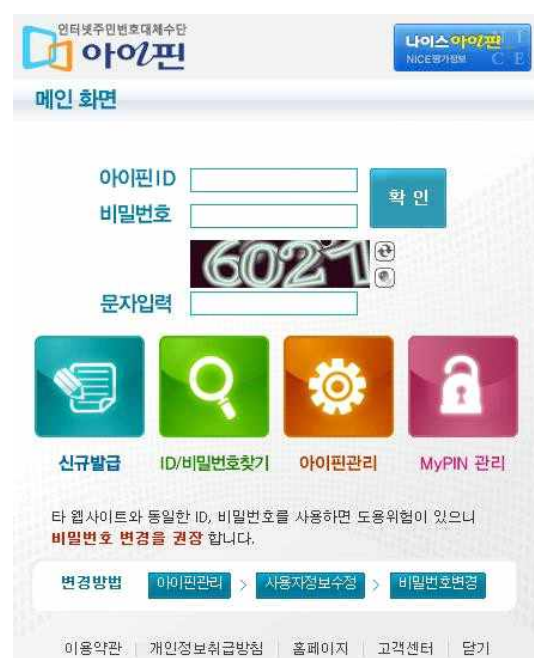 인터넷주민번호대체수단
아이핀
나이스아이핀
NICE평가정보
NICE
메인 화면
아이핀ID
비밀번호
확 인
문자입력
신규발급 ID/비밀번호찾기 아이핀관리 MyPIN 관리
타 웹사이트와 동일한 ID, 비밀번호를 사용하면 도용위험이 있으니
비밀번호 변경을 권장 합니다.
변경방법 아이핀관리 > 사용자정보수정 > 비밀번호변경
이용약관 | 개인정보취급방침 | 홈페이지 | 고객센터 | 닫기